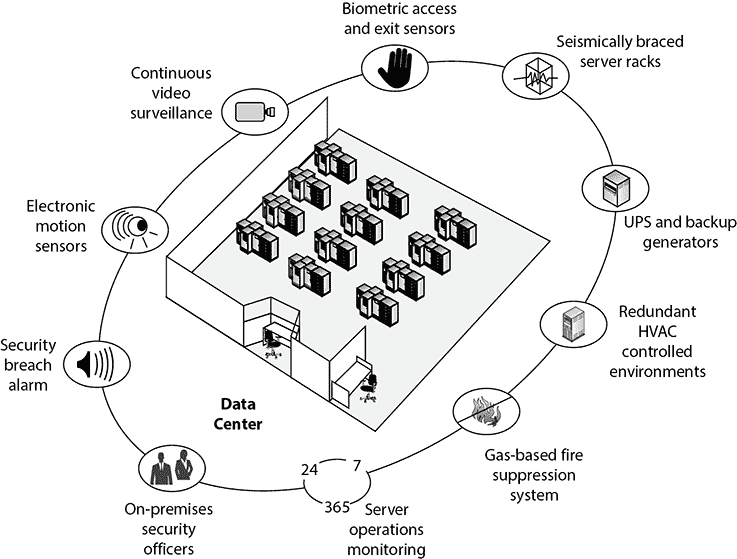 Biometric access
and exit sensors
Seismically braced
server racks
Continuous
video
surveillance
UPS and backup
generators
Electronic
motion
sensors
Redundant
HVAC
controlled
environments
Security
breach
alarm
Data
Center
Gas-based fire
suppression
system
24 7
365
Server
operations
monitoring
On-premises
security
officers